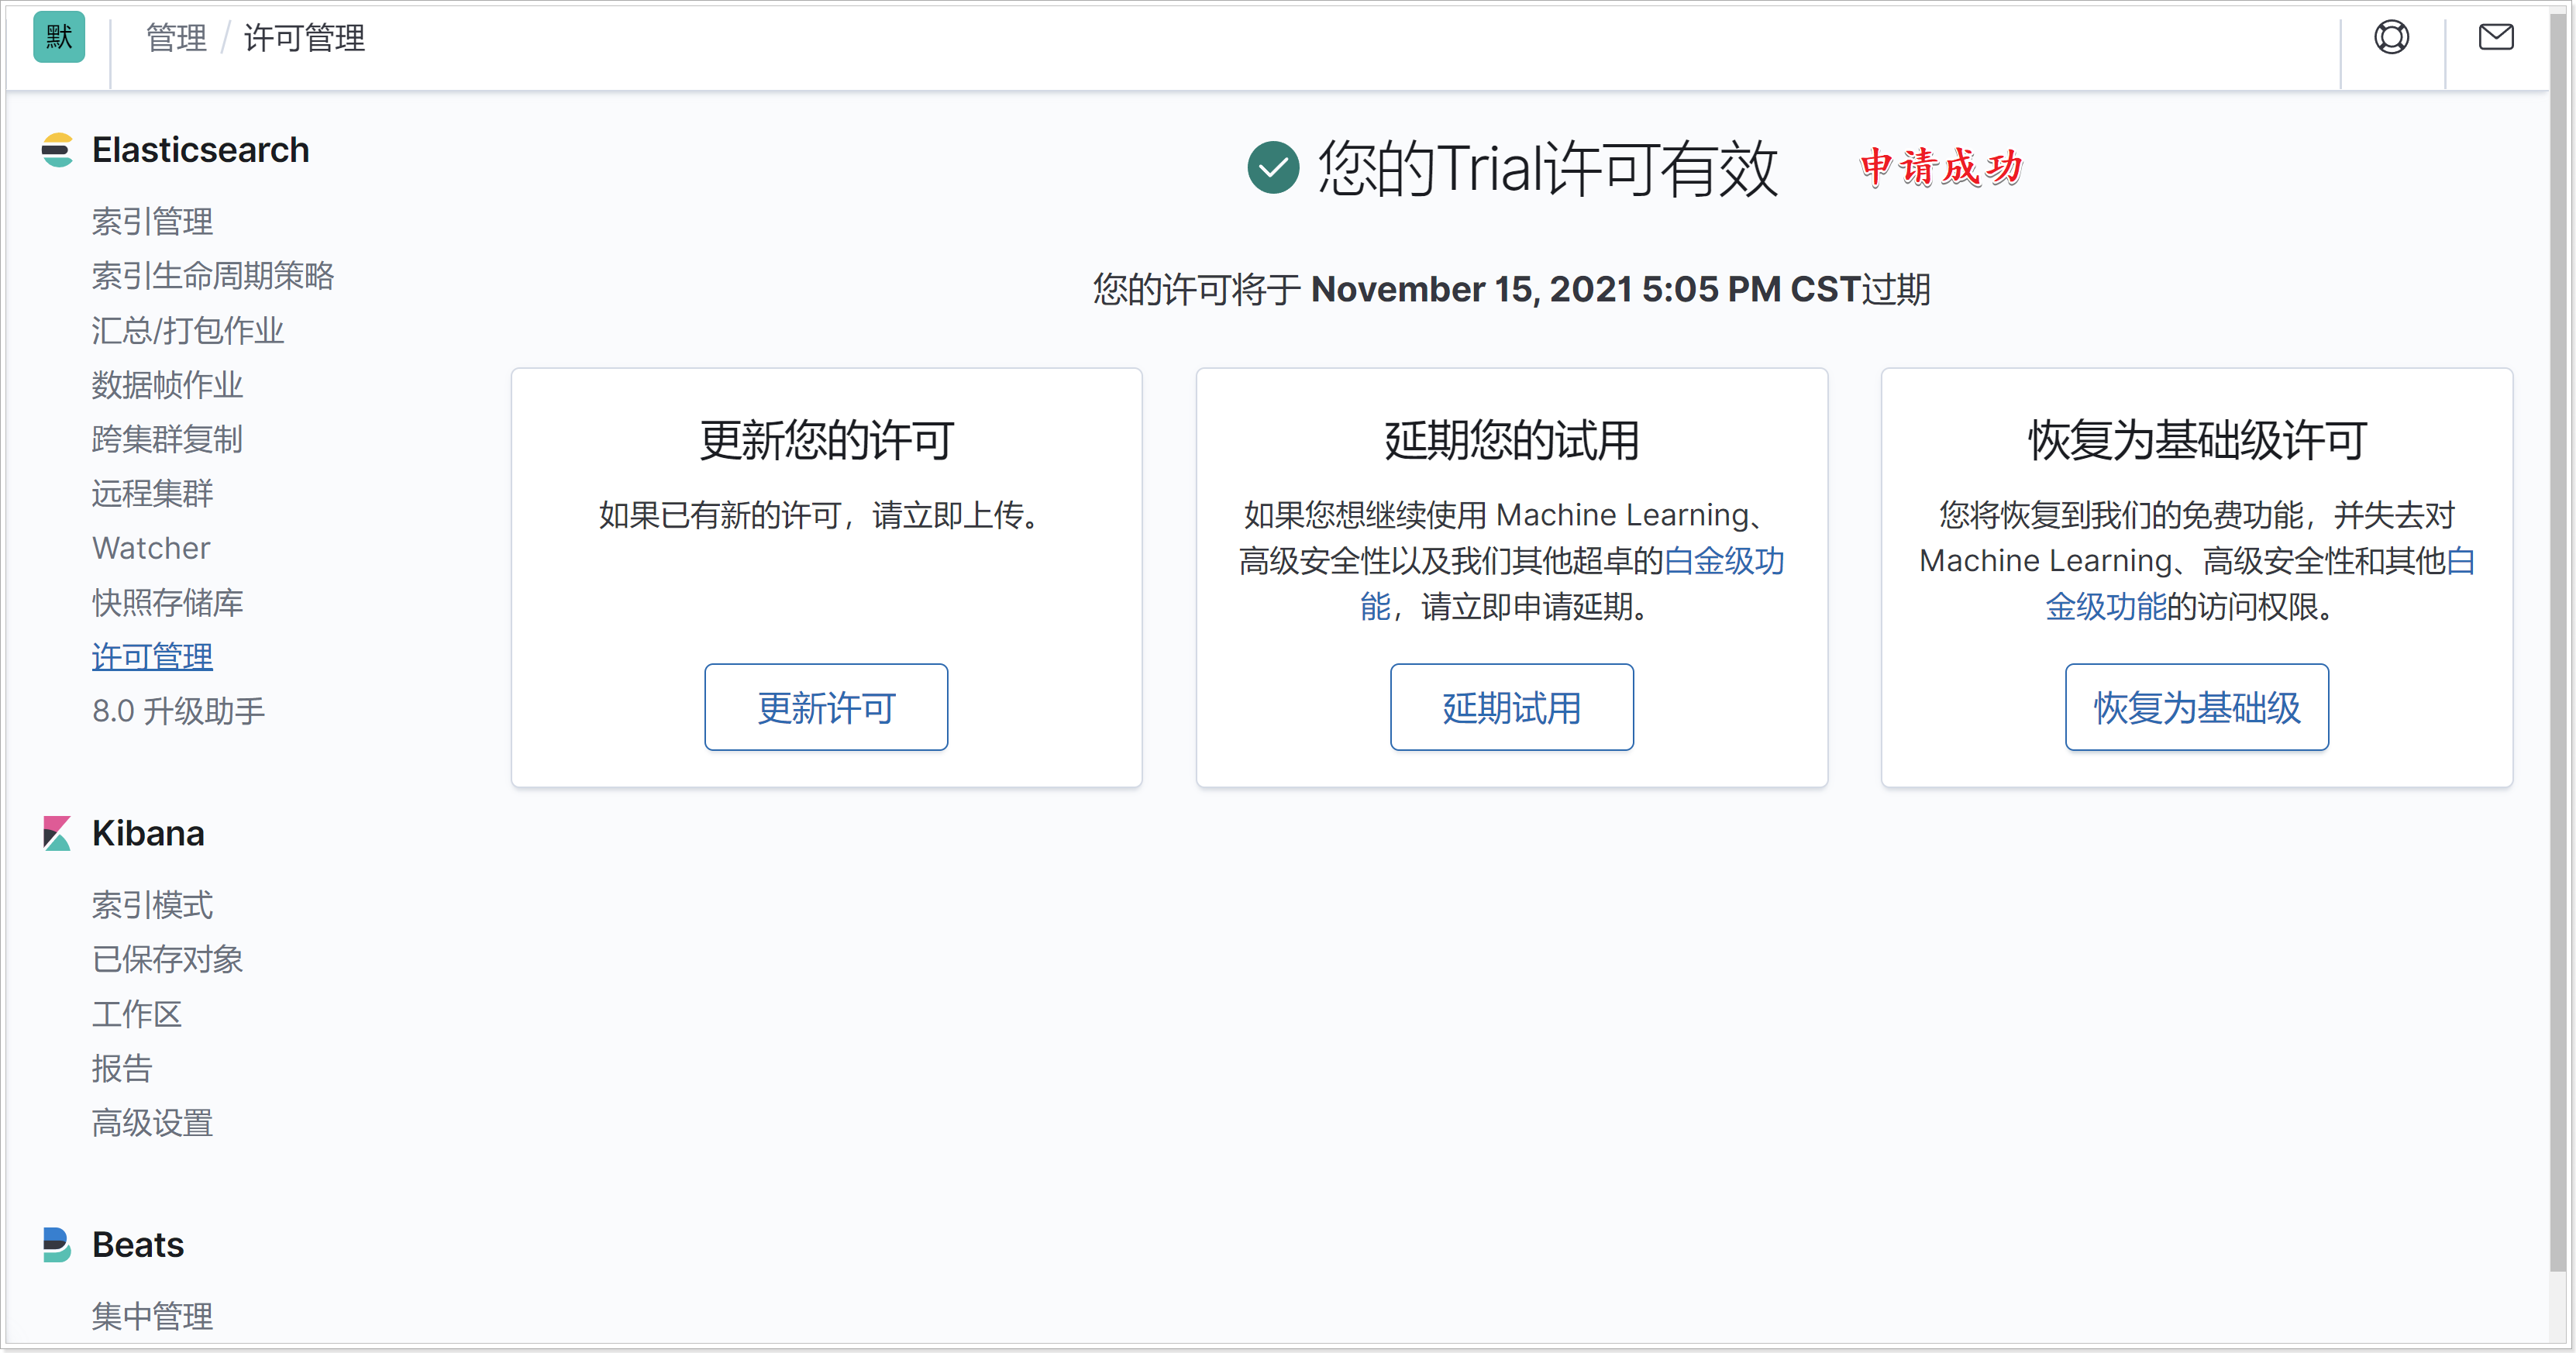 默
管理 / 许可管理
Elasticsearch
索引管理
索引生命周期策略
汇总/打包作业
数据帧作业
跨集群复制
远程集群
Watcher
快照存储库
许可管理
8.0 升级助手
Kibana
索引模式
已保存对象
工作区
报告
高级设置
Beats
集中管理
您的Trial许可有效
申请成功
您的许可将于 November 15, 2021 5:05 PM CST过期
更新您的许可
如果已有新的许可，请立即上传。
更新许可
延期您的试用
如果您想继续使用 Machine Learning、
高级安全性以及我们其他超卓的白金级功
能，请立即申请延期。
延期试用
恢复为基础级许可
您将恢复到我们的免费功能，并失去对
Machine Learning、高级安全性和其他白
金级功能的访问权限。
恢复为基础级